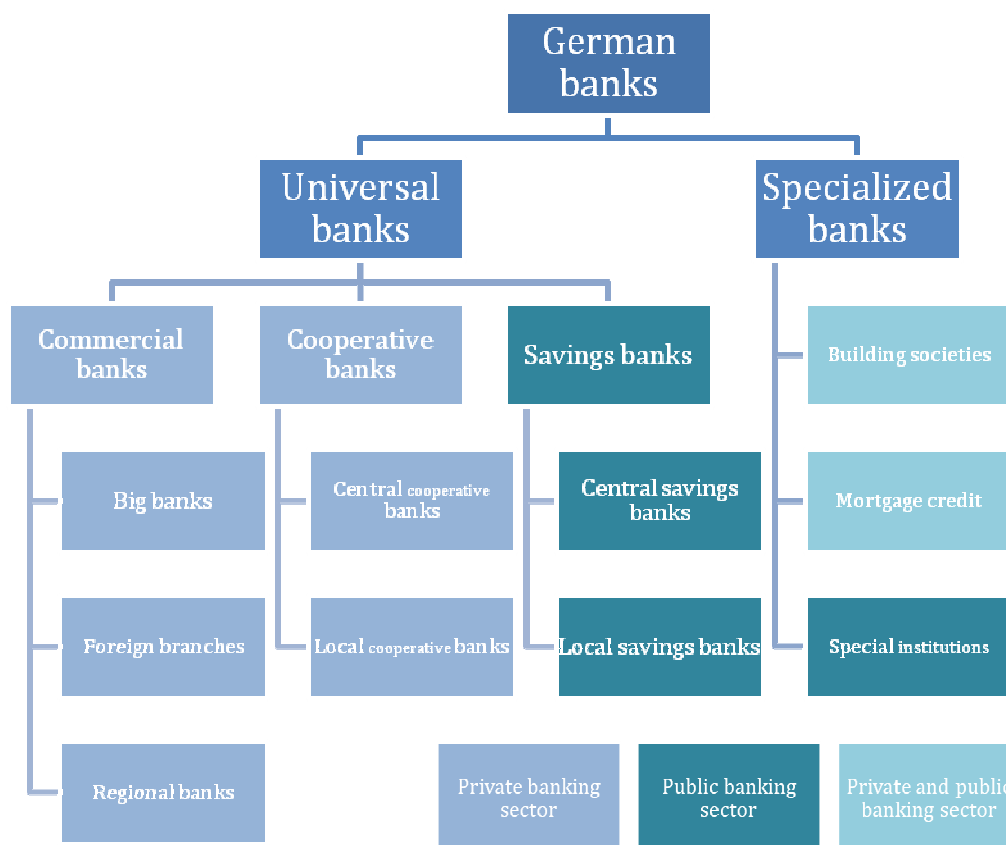 German
banks
Universal
banks
Specialized
banks
Commercial
banks
Cooperative
banks
Savings banks
Building societies
Big banks
Central cooperative
banks
Central savings
banks
Mortgage credit
Foreign branches
Local cooperative banks
Local savings banks
Special institutions
Regional banks
Private banking
sector
Public banking
sector
Private and public
banking sector